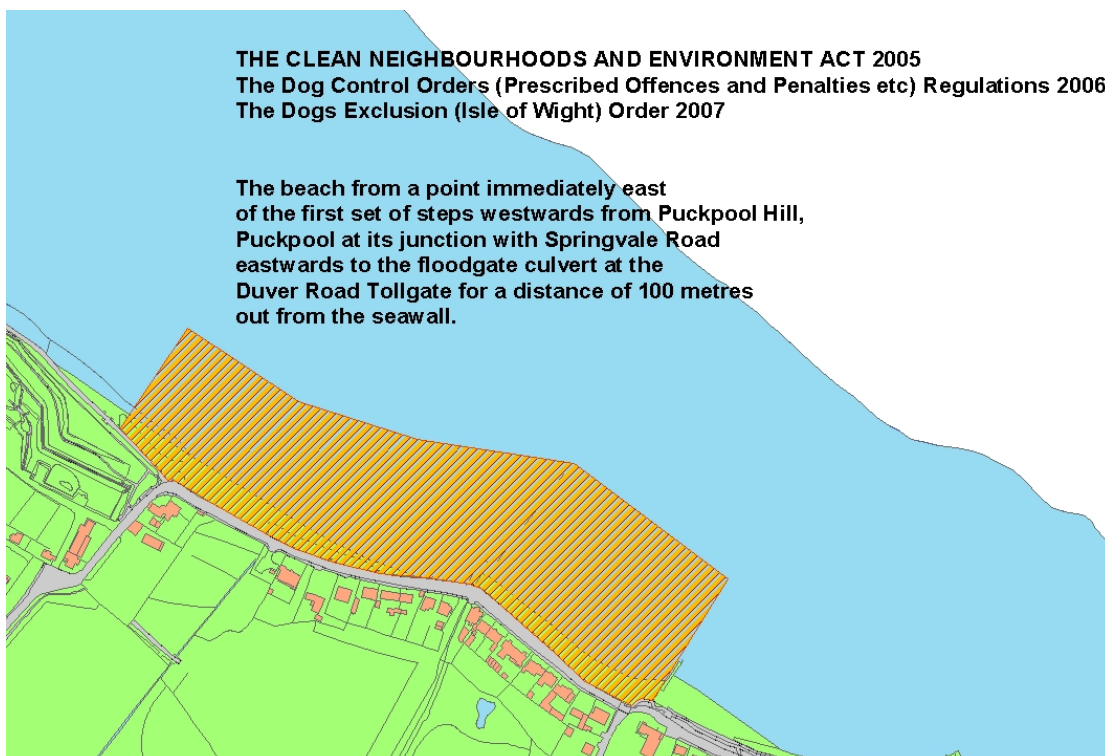 THE CLEAN NEIGHBOURHOODS AND ENVIRONMENT ACT 2005
The Dog Control Orders (Prescribed Offences and Penalties etc) Regulations 2006
The Dogs Exclusion (Isle of Wight) Order 2007
The beach from a point immediately east
of the first set of steps westwards from Puckpool Hill,
Puckpool at its junction with Springvale Road
eastwards to the floodgate culvert at the
Duver Road Tollgate for a distance of 100 metres
out from the seawall.